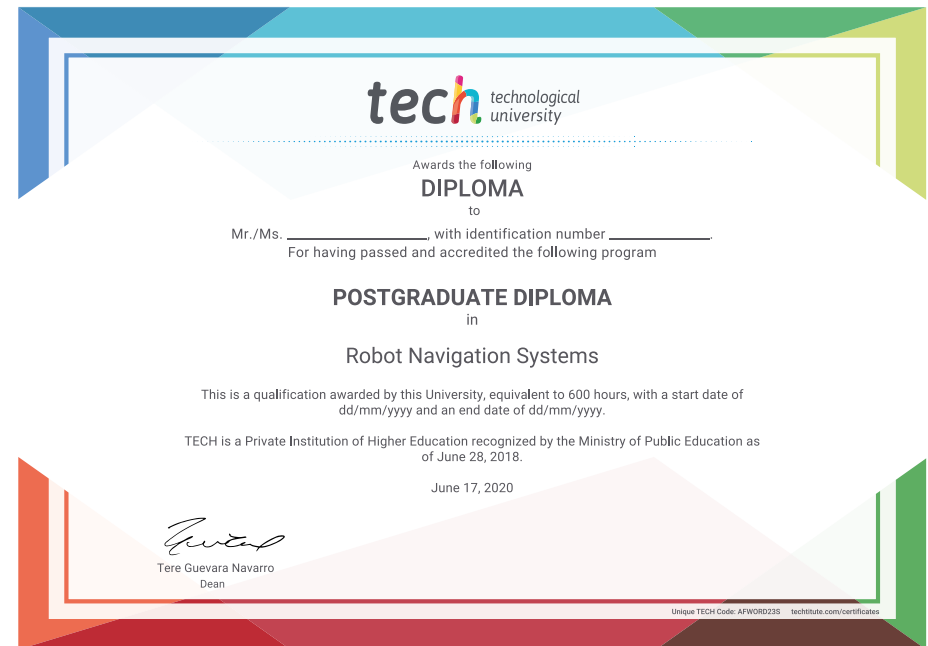 tech technological
university
Awards the following
DIPLOMA
to
Mr./Ms. ____________________, with identification number ______________.
For having passed and accredited the following program
POSTGRADUATE DIPLOMA
in
Robot Navigation Systems
This is a qualification awarded by this University, equivalent to 600 hours, with a start date of
dd/mm/yyyy and an end date of dd/mm/yyyy.
TECH is a Private Institution of Higher Education recognized by the Ministry of Public Education as
of June 28, 2018.
June 17, 2020
Tere Guevara Navarro
Dean
Unique TECH Code: AFWORD23S techtitute.com/certificates